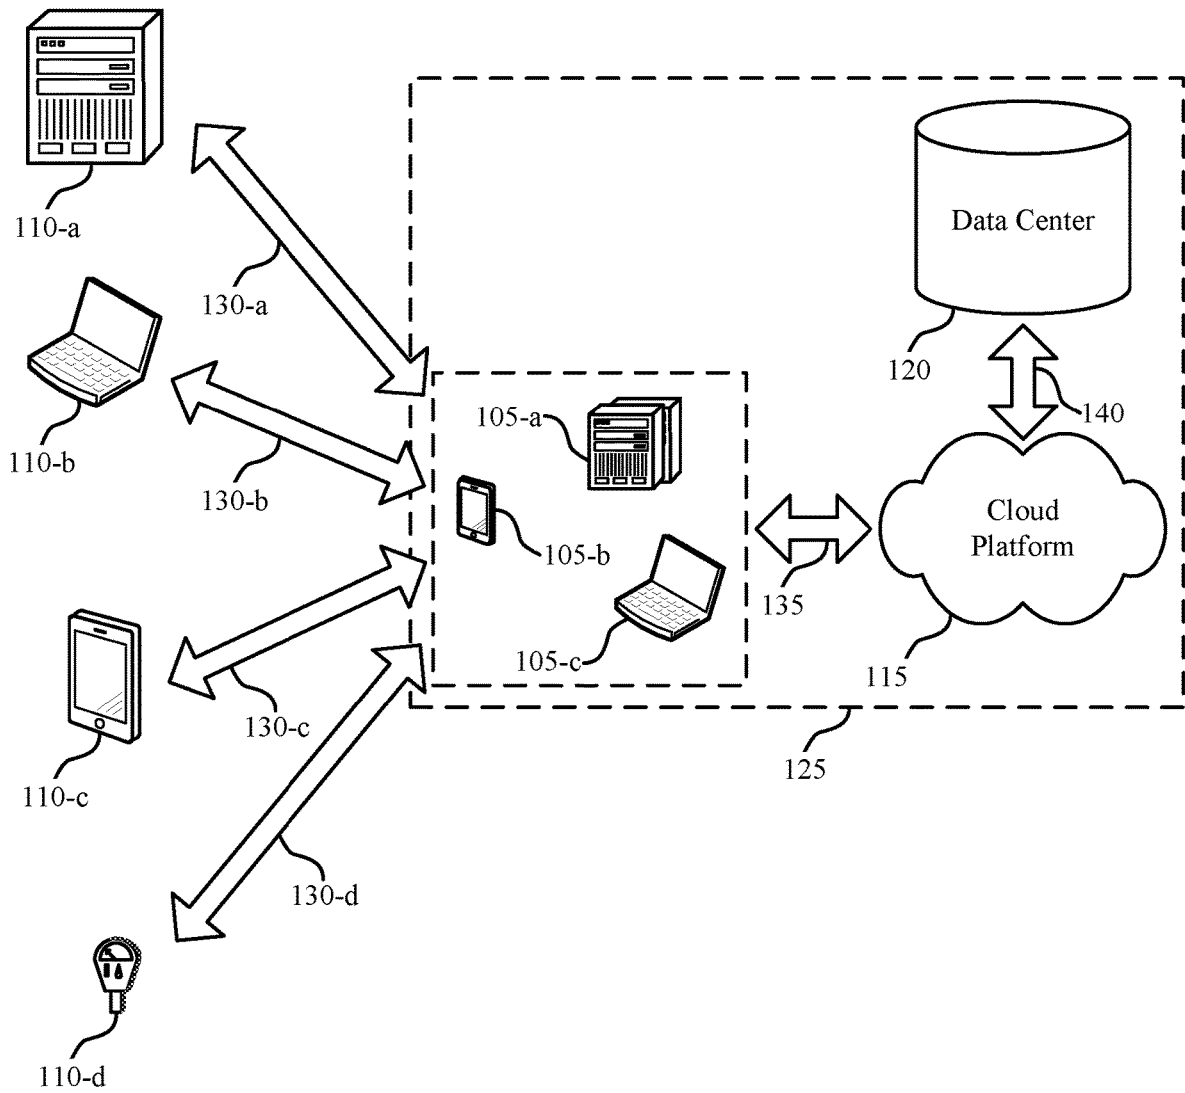 110-a
130-a
110-b
130-b
110-c
130-c
110-d
130-d
105-a
105-b
105-c
135
Data Center
120
140
Cloud
Platform
115
125